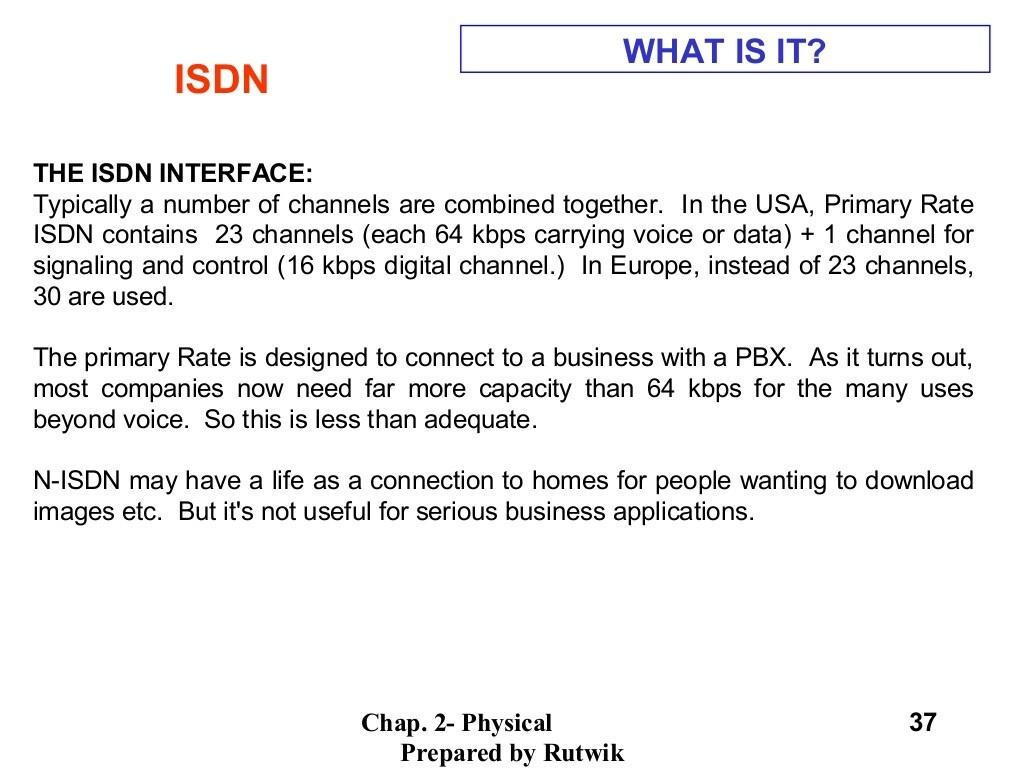 WHAT IS IT?
ISDN
THE ISDN INTERFACE:
Typically a number of channels are combined together.  In the USA, Primary Rate
ISDN contains  23 channels (each 64 kbps carrying voice or data) + 1 channel for
signaling and control (16 kbps digital channel.)  In Europe, instead of 23 channels,
30 are used.
The primary Rate is designed to connect to a business with a PBX.  As it turns out,
most companies now need far more capacity than 64 kbps for the many uses
beyond voice.  So this is less than adequate.
N-ISDN may have a life as a connection to homes for people wanting to download
images etc.  But it's not useful for serious business applications.
Chap. 2- Physical
37
Prepared by Rutwik